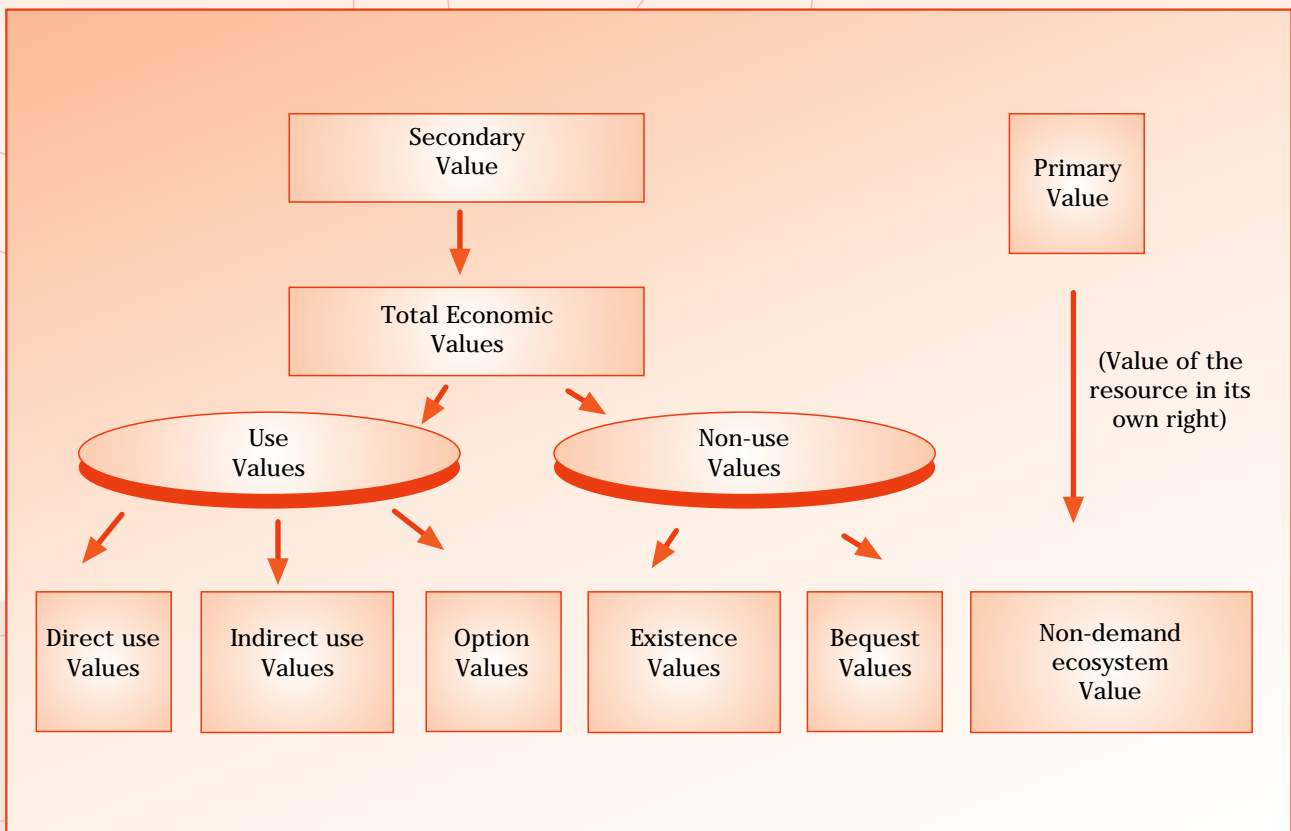 Secondary
Value
Primary
Value
Total Economic
Values
(Value of the
resource in its
own right)
Use
Values
Non-use
Values
Direct use
Values
Indirect use
Values
Option
Values
Existence
Values
Bequest
Values
Non-demand
ecosystem
Value